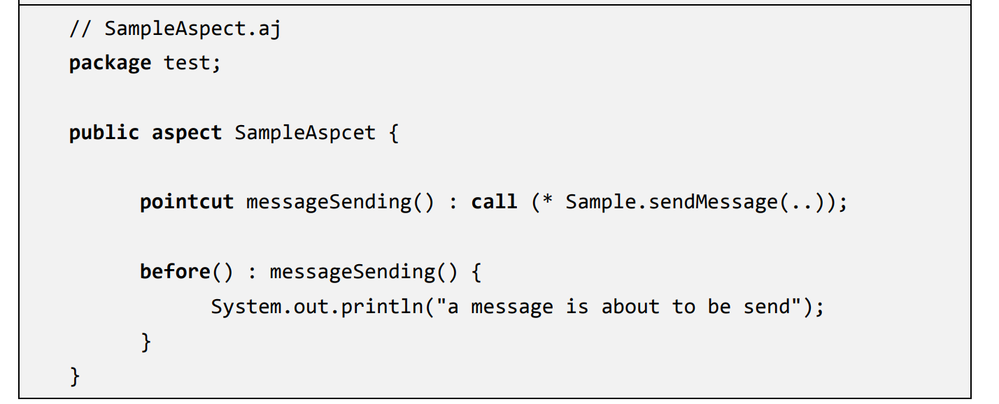 // SampleAspect.aj
package test;
public aspect SampleAspcet {
pointcut messageSending() : call (* Sample.sendMessage(..));
before() : messageSending() {
System.out.println("a message is about to be send");
}
}